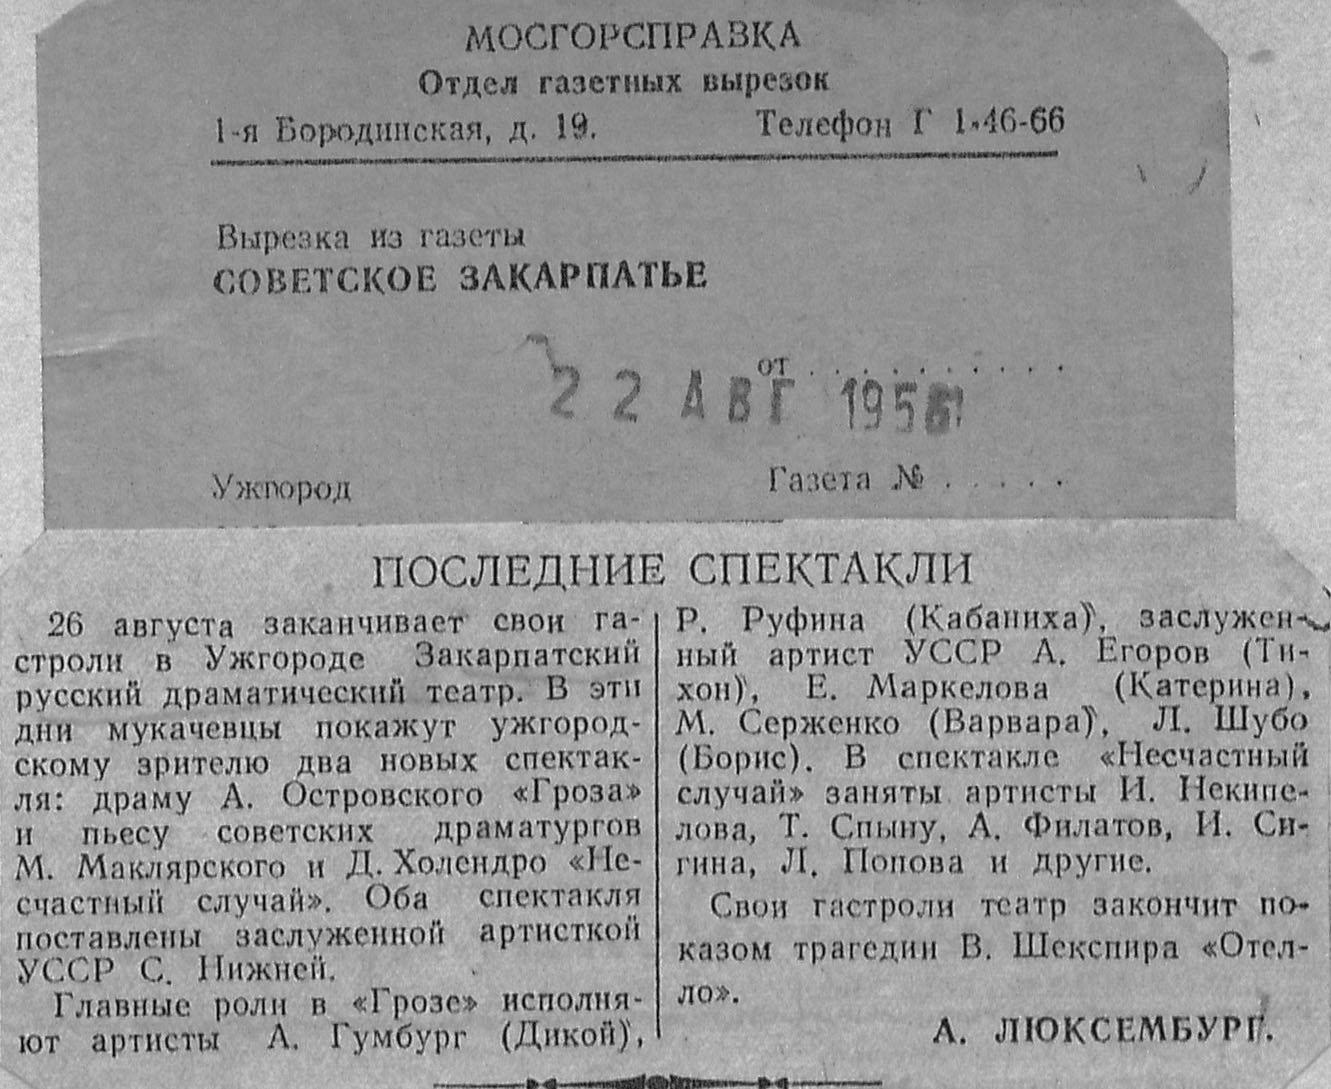 МОСГОРСПРАВКА
Отдел газетных вырезок
1-я Бородинская, д. 19. Телефон Г 1-46-66
Вырезка из газеты
СОВЕТСКОЕ ЗАКАРПАТЬЕ
от . . . . . . . . . . .
22 АВГ
Ужгород
Газета № . . . . .
ПОСЛЕДНИЕ СПЕКТАКЛИ
26 августа заканчивает свои га-
строли в Ужгороде Закарпатский
русский драматический театр. В эти
дни мукачевцы покажут ужгород-
скому зрителю два новых спектак-
ля: драму А. Островского «Гроза»
и пьесу советских драматургов
М. Маклярского и Д. Холендро «Не-
счастный случай». Оба спектакля
поставлены заслуженной артисткой
УССР С. Нижней.
Главные роли в «Грозе» исполня-
ют артисты А. Гумбург (Дикой),
Р. Руфина (Кабаниха), заслужен-
ный артист УССР А. Егоров (Ти-
хон), Е. Маркелова (Катерина),
М. Серженко (Варвара), Л. Шубо
(Борис). В спектакле «Несчастный
случай» заняты артисты И. Некипе-
лова, Т. Спыну, А. Филатов, И. Си-
гина, Л. Попова и другие.
Свои гастроли театр закончит по-
казом трагедии В. Шекспира «Отел-
ло».
А. ЛЮКСЕМБУРГ.